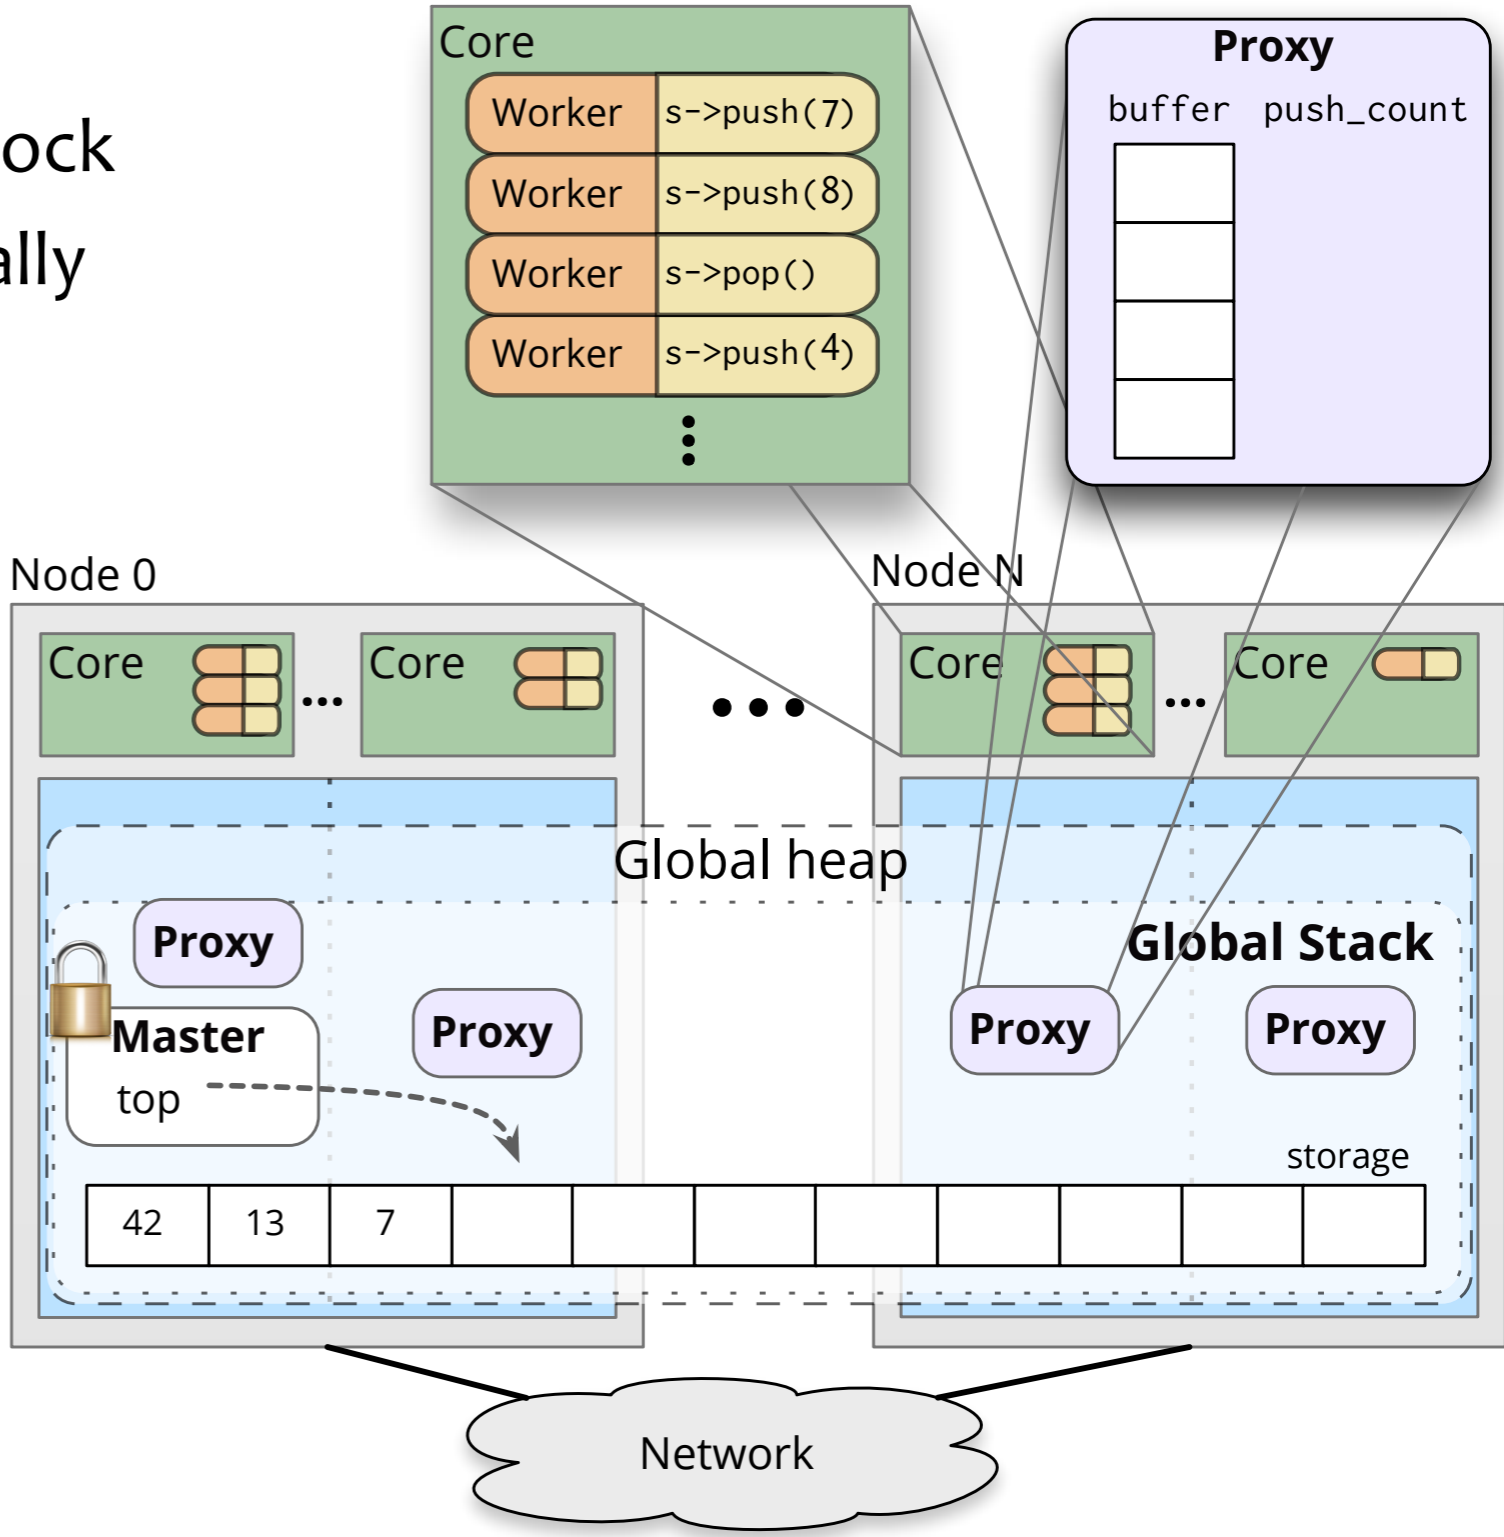 ock
ally
Core
Worker s->push(7)
Worker s->push(8)
Worker s->pop()
Worker s->push(4)
Proxy
buffer push_count
Node 0
Node N
Core
Core
Core
Core
Global heap
Global Stack
Proxy
Proxy
Proxy
Proxy
Master
top
storage
42 13 7
Network